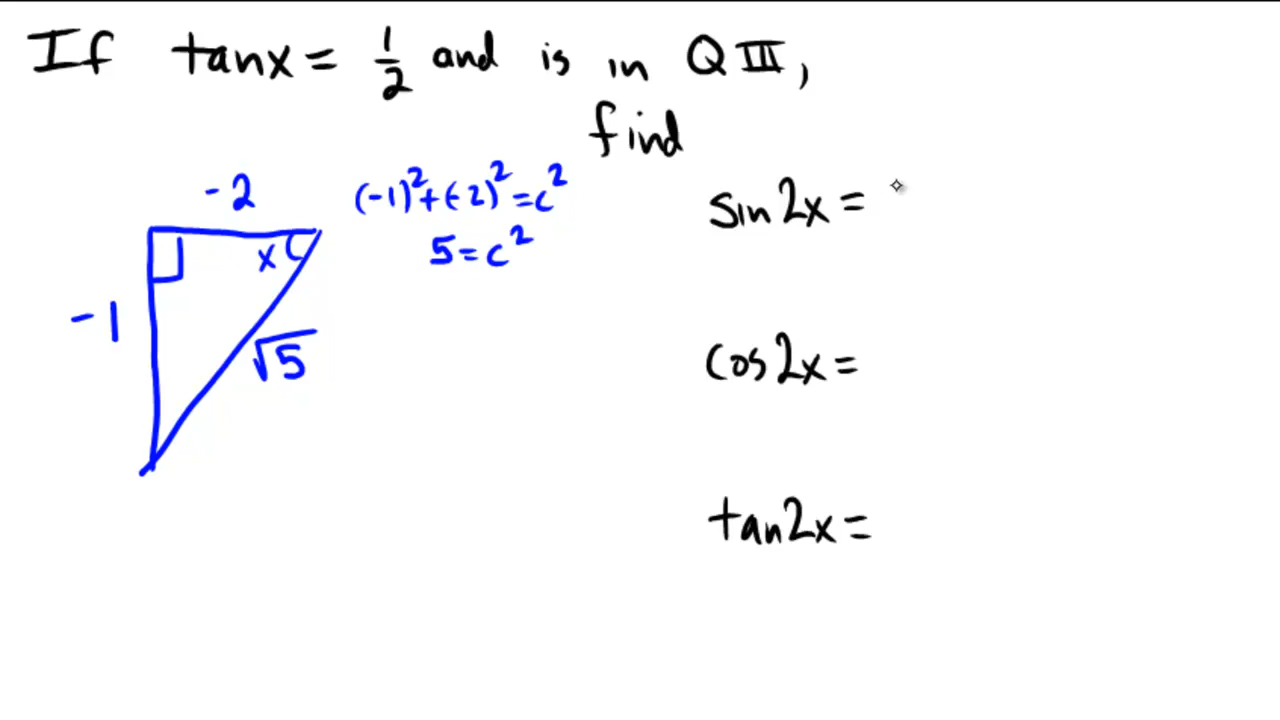 If tanx = 1/2 and is in QIII,
find
-2
(-1)²+(-2)²=c²
sin2x=
x
5=c²
-1
√5
cos2x=
tan2x=